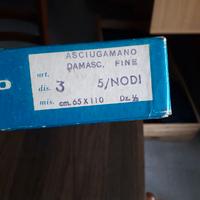 ASCIUGAMANO
DAMASC. FINE
art.
dis. 3 5/NODI
mis. cm. 65 X 110 Dz. ½